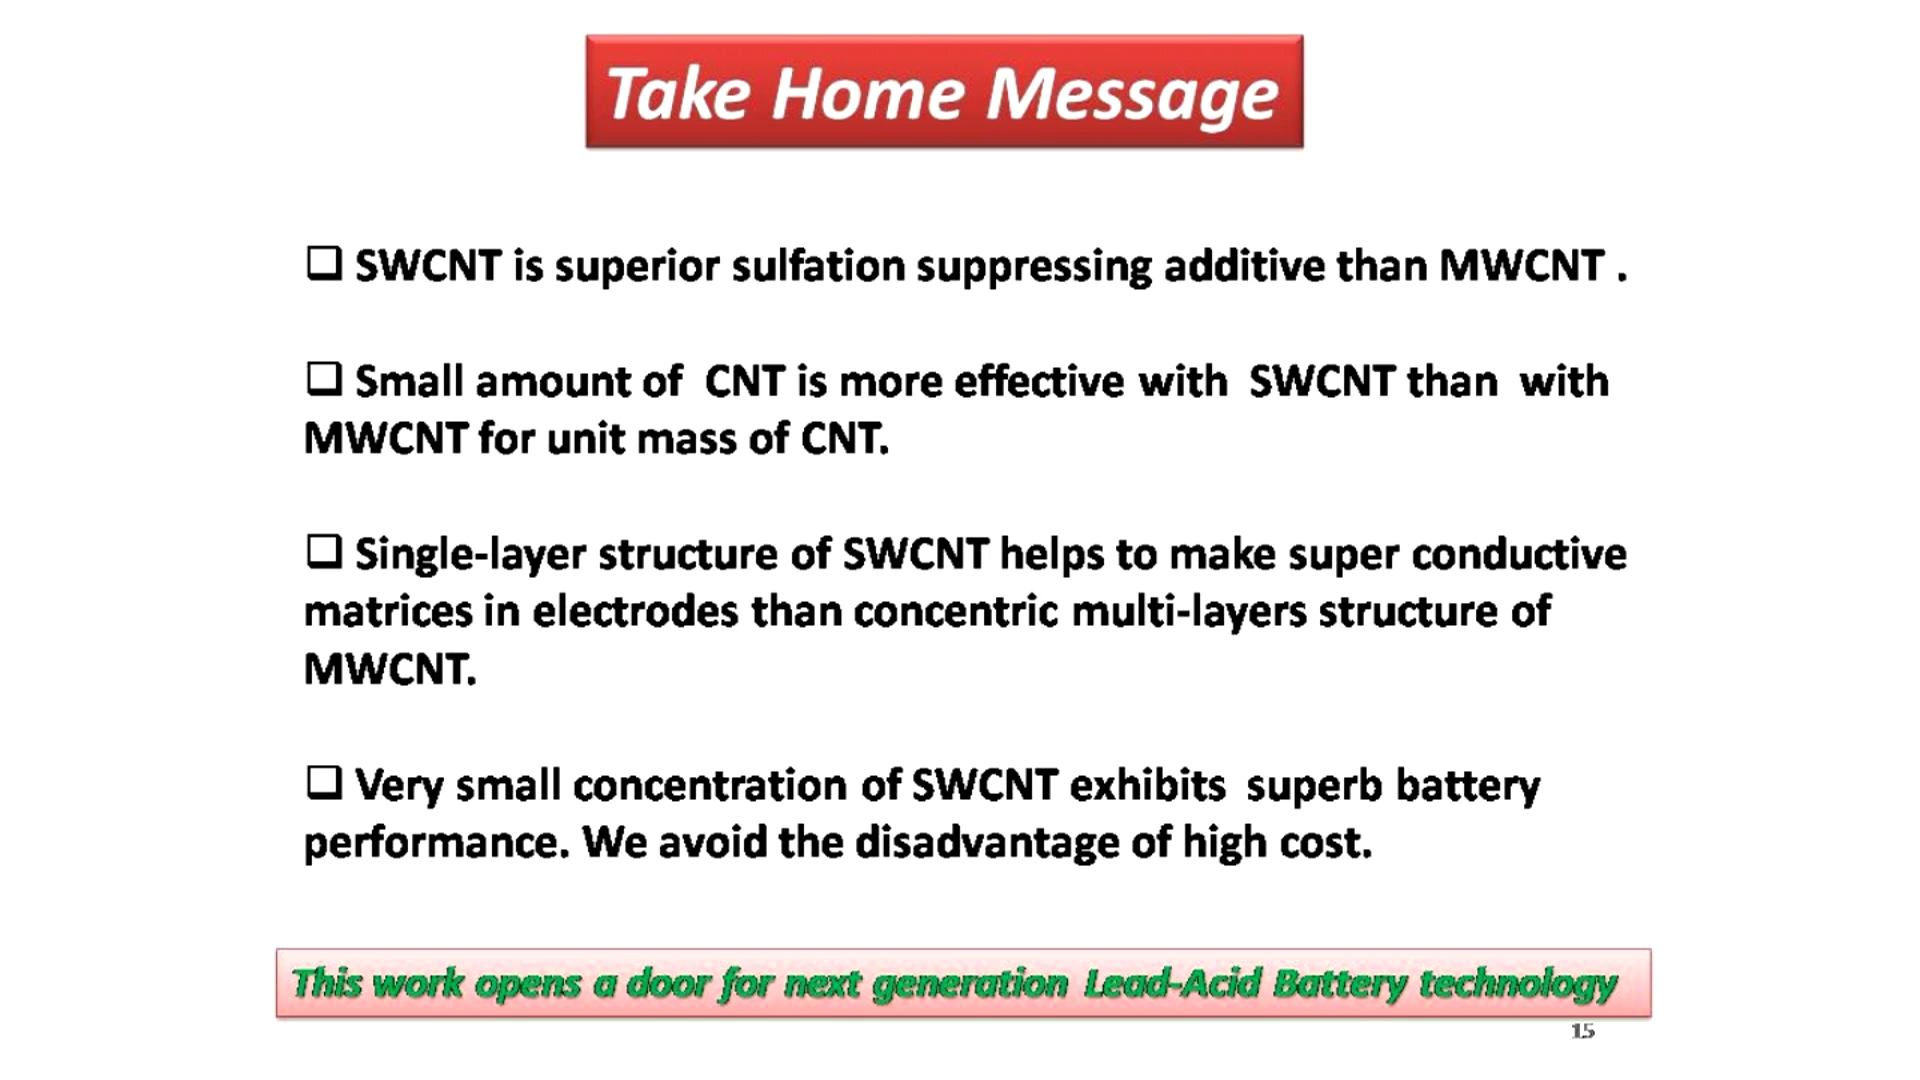 Take Home Message
❑ SWCNT is superior sulfation suppressing additive than MWCNT .
❑ Small amount of CNT is more effective with SWCNT than with
MWCNT for unit mass of CNT.
❑ Single-layer structure of SWCNT helps to make super conductive
matrices in electrodes than concentric multi-layers structure of
MWCNT.
❑ Very small concentration of SWCNT exhibits superb battery
performance. We avoid the disadvantage of high cost.
This work opens a door for next generation Lead-Acid Battery technology
15